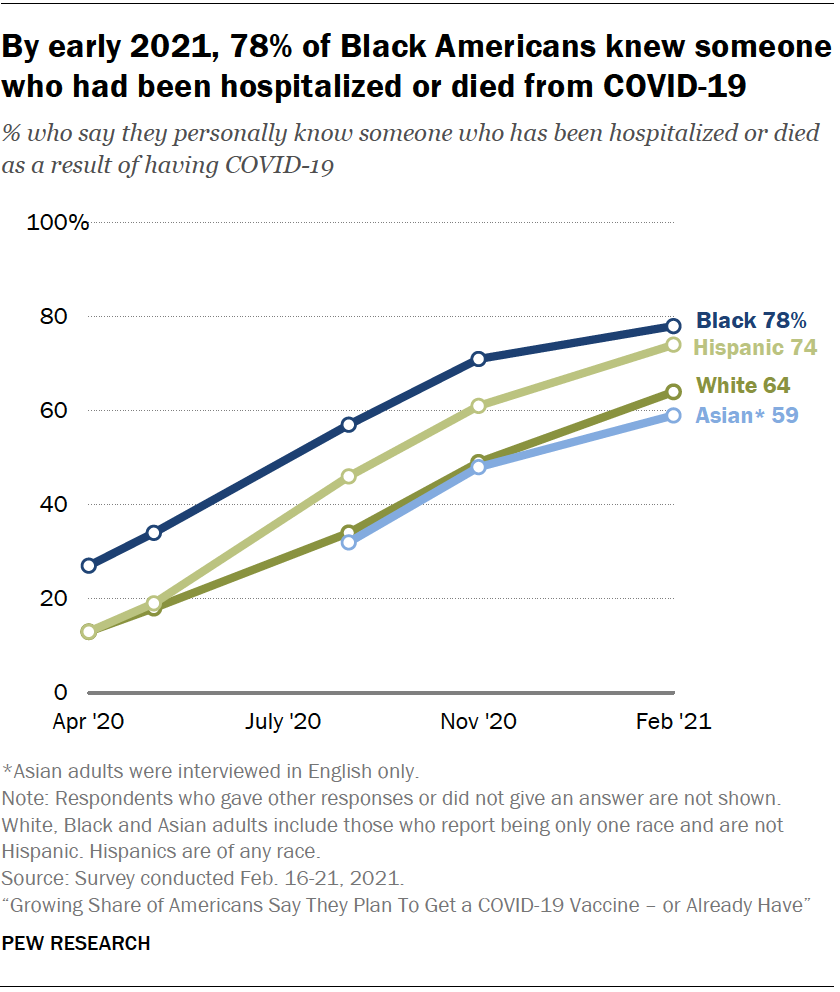 By early 2021, 78% of Black Americans knew someone
who had been hospitalized or died from COVID-19
% who say they personally know someone who has been hospitalized or died
as a result of having COVID-19
100%
80
60
40
20
0
Black 78%
Hispanic 74
White 64
Asian* 59
Apr '20 July '20 Nov '20 Feb '21
*Asian adults were interviewed in English only.
Note: Respondents who gave other responses or did not give an answer are not shown.
White, Black and Asian adults include those who report being only one race and are not
Hispanic. Hispanics are of any race.
Source: Survey conducted Feb. 16-21, 2021.
“Growing Share of Americans Say They Plan To Get a COVID-19 Vaccine – or Already Have”
PEW RESEARCH